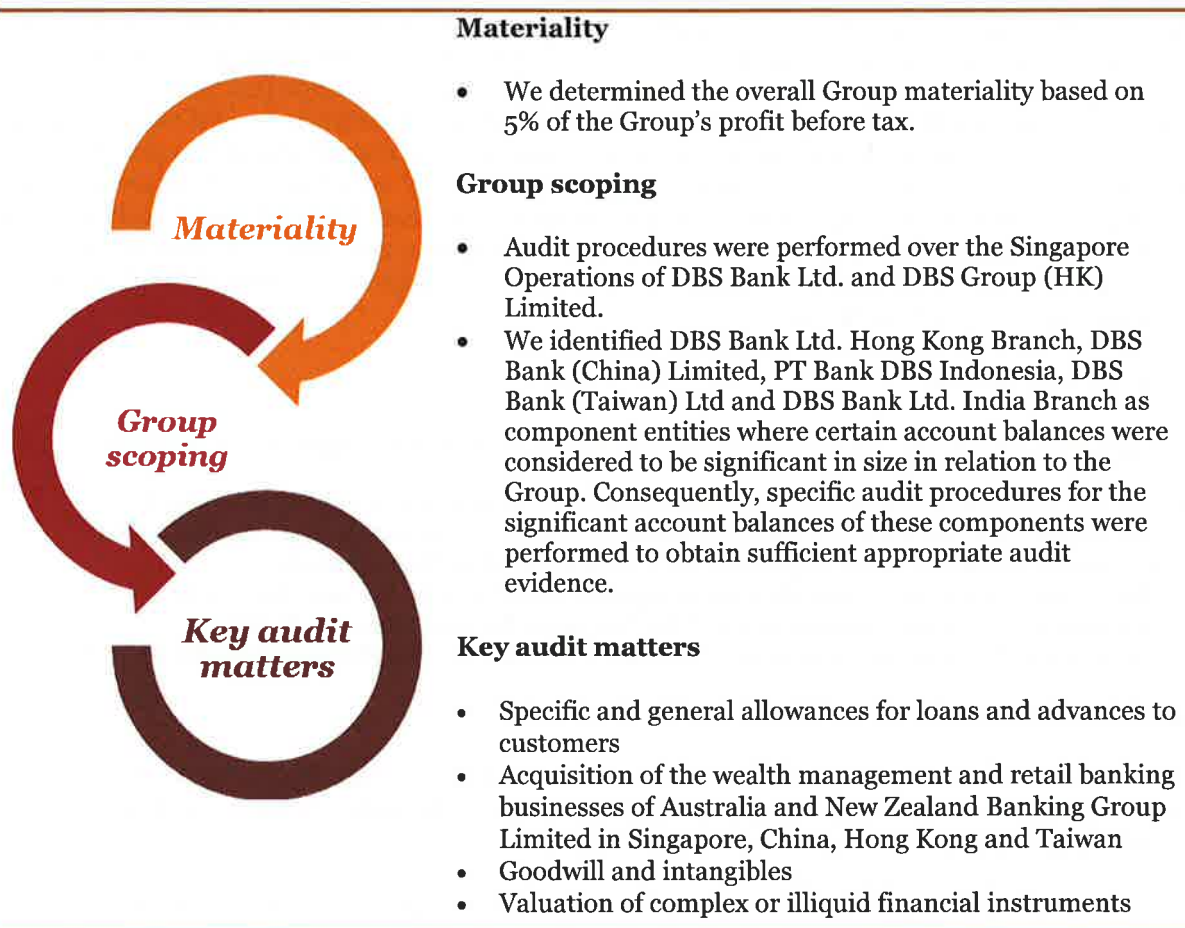 Materiality
• We determined the overall Group materiality based on
5% of the Group's profit before tax.
Group scoping
• Audit procedures were performed over the Singapore
Operations of DBS Bank Ltd. and DBS Group (HK)
Limited.
• We identified DBS Bank Ltd. Hong Kong Branch, DBS
Bank (China) Limited, PT Bank DBS Indonesia, DBS
Bank (Taiwan) Ltd and DBS Bank Ltd. India Branch as
component entities where certain account balances were
considered to be significant in size in relation to the
Group. Consequently, specific audit procedures for the
significant account balances of these components were
performed to obtain sufficient appropriate audit
evidence.
Key audit matters
• Specific and general allowances for loans and advances to
customers
• Acquisition of the wealth management and retail banking
businesses of Australia and New Zealand Banking Group
Limited in Singapore, China, Hong Kong and Taiwan
• Goodwill and intangibles
• Valuation of complex or illiquid financial instruments
Materiality
Group
scoping
Key audit
matters